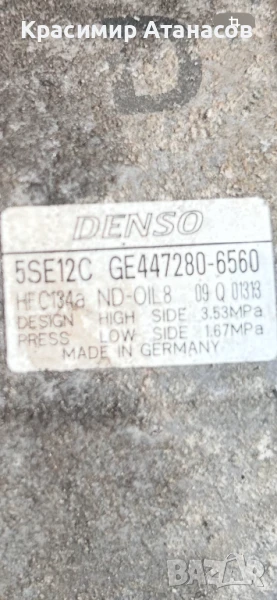 Красимир Атанасов
DENSO
5SE12C GE447280-6560
HFC134a ND-OIL8 09 Q 01313
DESIGN HIGH SIDE 3.53MPa
PRESS LOW SIDE 1.67MPa
MADE IN GERMANY
BAZAR